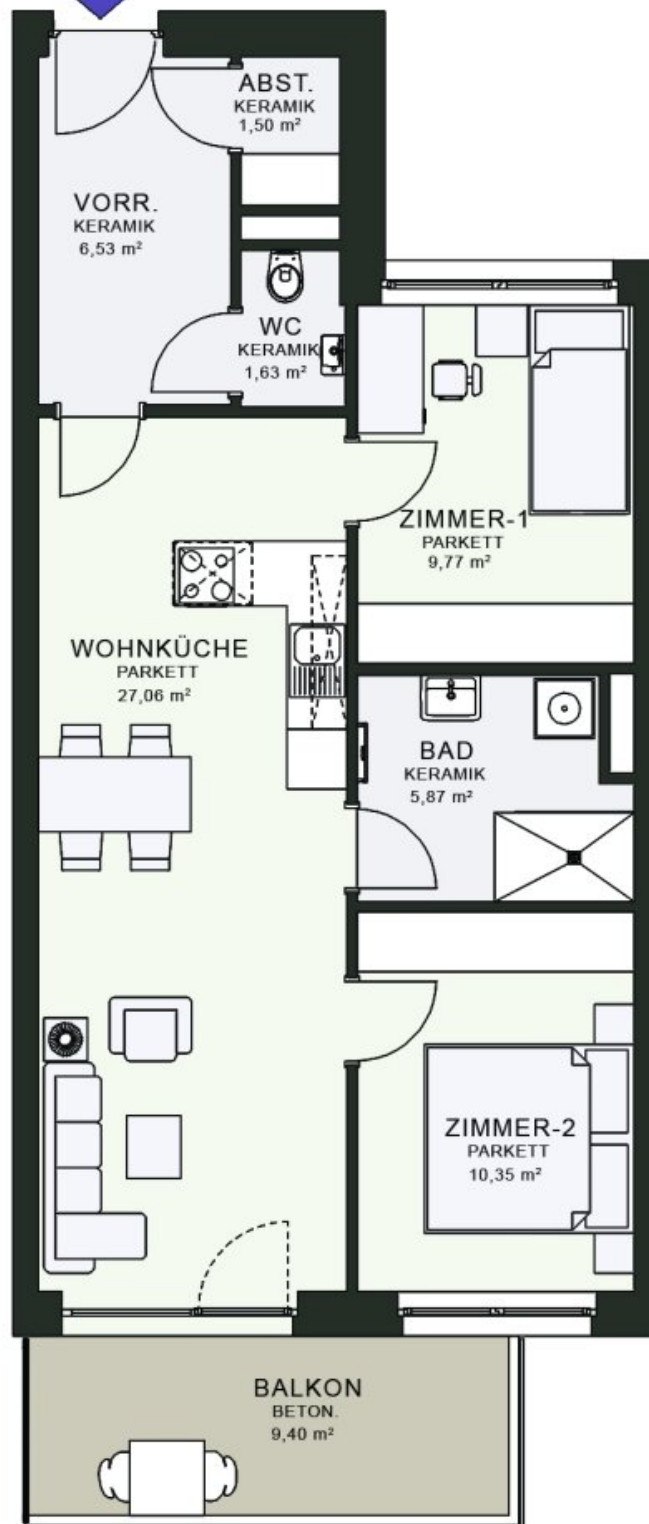 ABST.
KERAMIK
1,50 m²
VORR.
KERAMIK
6,53 m²
WC
KERAMIK
1,63 m²
ZIMMER-1
PARKETT
9,77 m²
WOHNKÜCHE
PARKETT
27,06 m²
BAD
KERAMIK
5,87 m²
ZIMMER-2
PARKETT
10,35 m²
BALKON
BETON.
9,40 m²